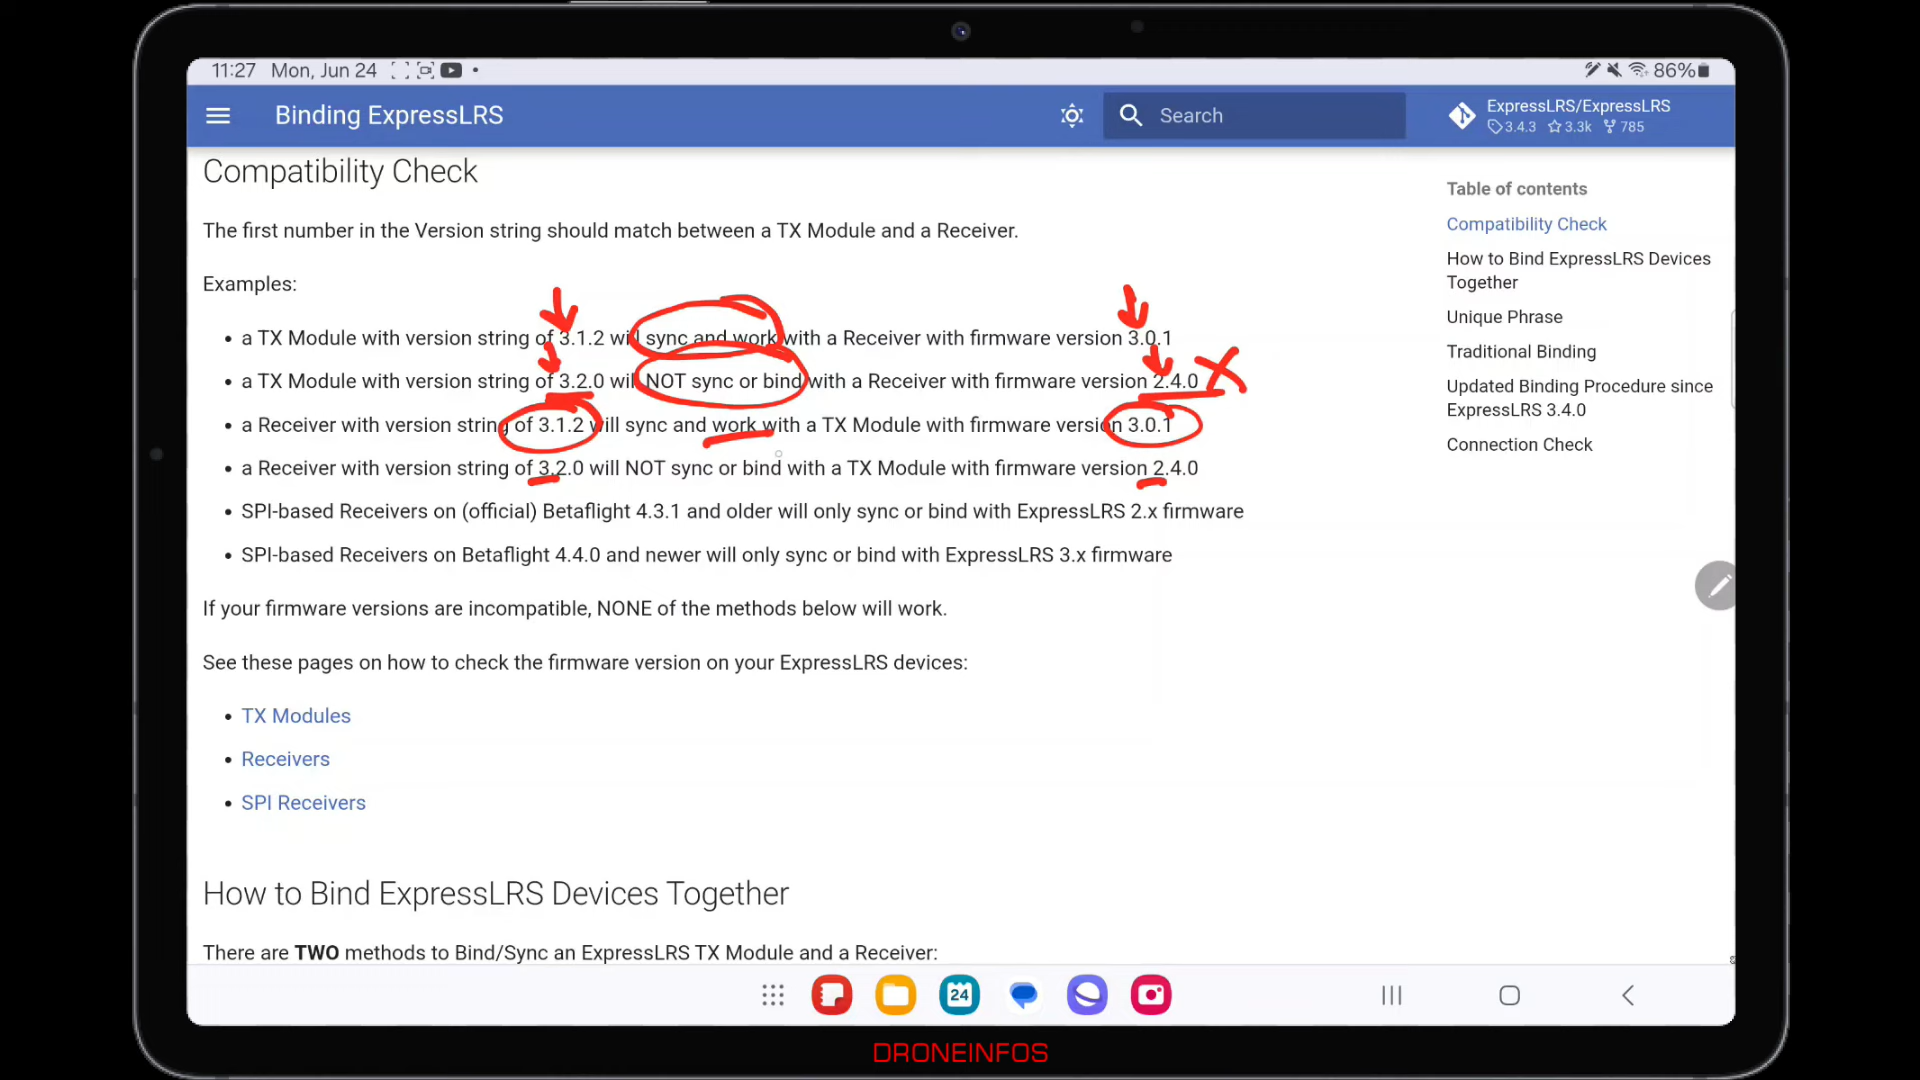 11:27 Mon, Jun 24
86%
Binding ExpressLRS
Search
ExpressLRS/ExpressLRS
3.4.3 3.3k 785
Compatibility Check
The first number in the Version string should match between a TX Module and a Receiver.
Examples:
• a TX Module with version string of 3.1.2 will sync and work with a Receiver with firmware version 3.0.1
• a TX Module with version string of 3.2.0 will NOT sync or bind with a Receiver with firmware version 2.4.0
• a Receiver with version string of 3.1.2 will sync and work with a TX Module with firmware version 3.0.1
• a Receiver with version string of 3.2.0 will NOT sync or bind with a TX Module with firmware version 2.4.0
• SPI-based Receivers on (official) Betaflight 4.3.1 and older will only sync or bind with ExpressLRS 2.x firmware
• SPI-based Receivers on Betaflight 4.4.0 and newer will only sync or bind with ExpressLRS 3.x firmware
If your firmware versions are incompatible, NONE of the methods below will work.
See these pages on how to check the firmware version on your ExpressLRS devices:
• TX Modules
• Receivers
• SPI Receivers
How to Bind ExpressLRS Devices Together
There are TWO methods to Bind/Sync an ExpressLRS TX Module and a Receiver:
Table of contents
Compatibility Check
How to Bind ExpressLRS Devices
Together
Unique Phrase
Traditional Binding
Updated Binding Procedure since
ExpressLRS 3.4.0
Connection Check
24
DRONEINFOS